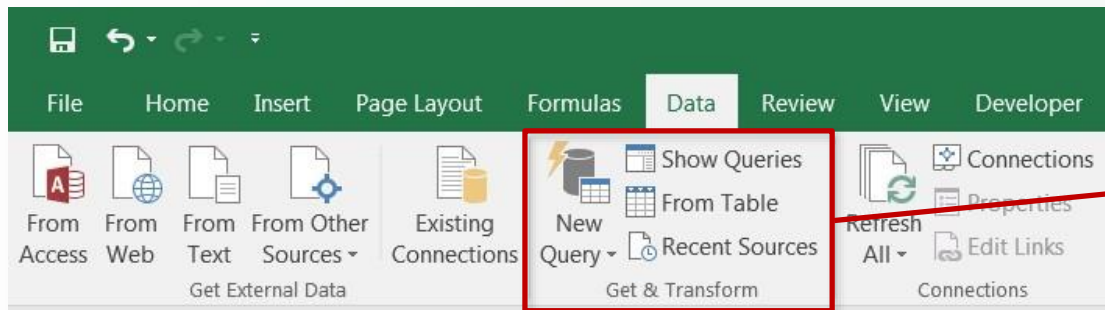 File Home Insert Page Layout Formulas Data Review View Developer
From Access
From Web
From Text
From Other Sources
Existing Connections
Get External Data
New Query
Show Queries
From Table
Recent Sources
Get & Transform
Refresh All
Connections
Properties
Edit Links
Connections